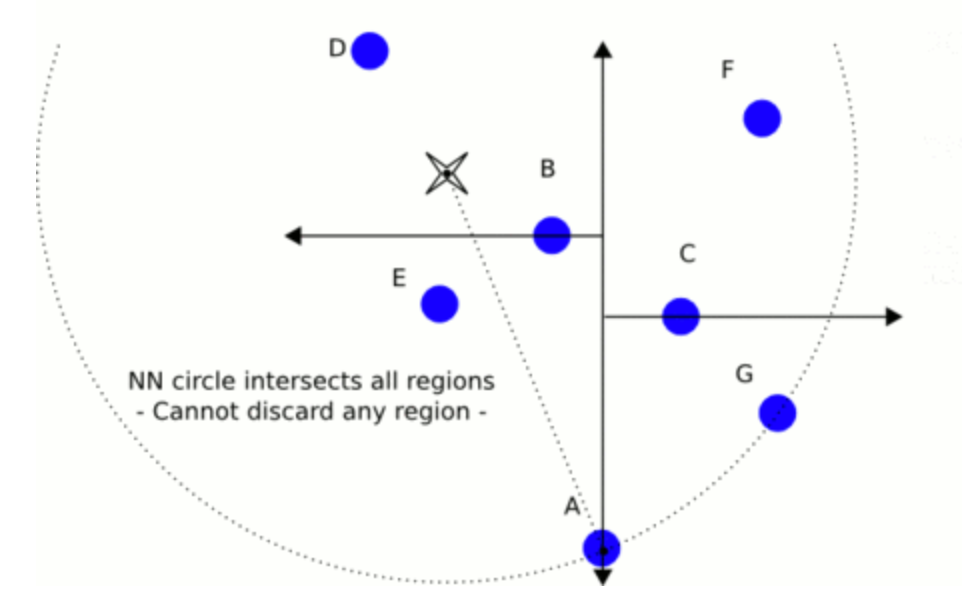 D
F
B
C
E
NN circle intersects all regions
- Cannot discard any region -
G
A